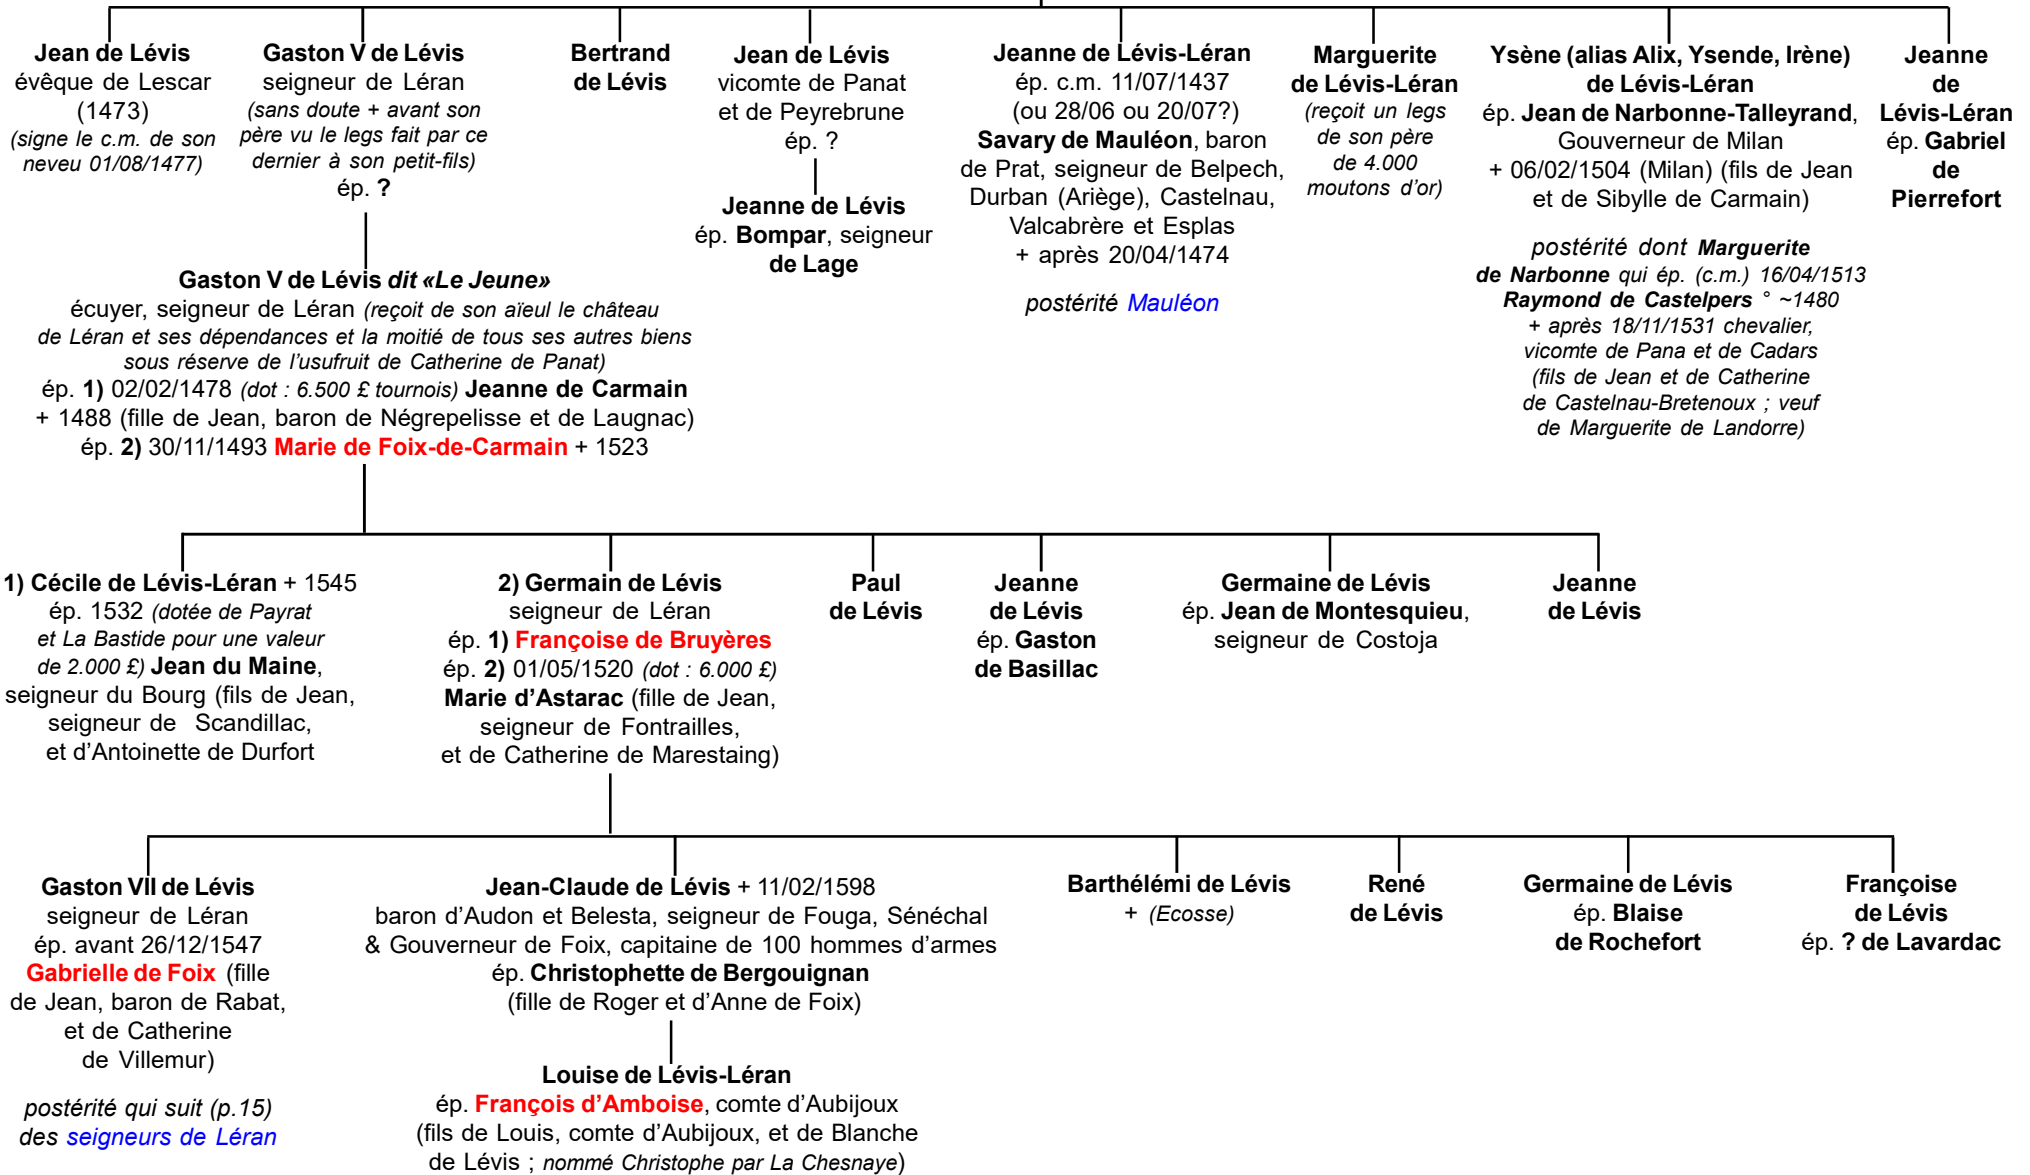 Jean de Lévis
évêque de Lescar
(1473)
(signe le c.m. de son
neveu 01/08/1477)
Gaston V de Lévis
seigneur de Léran
(sans doute + avant son
père vu le legs fait par ce
dernier à son petit-fils)
ép. ?
Bertrand
de Lévis
Jean de Lévis
vicomte de Panat
et de Peyrebrune
ép. ?
Jeanne de Lévis
ép. Bompar, seigneur
de Lage
Jeanne de Lévis-Léran
ép. c.m. 11/07/1437
(ou 28/06 ou 20/07?)
Savary de Mauléon, baron
de Prat, seigneur de Belpech,
Durban (Ariège), Castelnau,
Valcabrère et Esplas
+ après 20/04/1474
postérité Mauléon
Marguerite
de Lévis-Léran
(reçoit un legs
de son père
de 4.000
moutons d'or)
Ysène (alias Alix, Ysende, Irène)
de Lévis-Léran
ép. Jean de Narbonne-Talleyrand,
Gouverneur de Milan
+ 06/02/1504 (Milan) (fils de Jean
et de Sibylle de Carmain)
postérité dont Marguerite
de Narbonne qui ép. (c.m.) 16/04/1513
Raymond de Castelpers ° ~1480
+ après 18/11/1531 chevalier,
vicomte de Pana et de Cadars
(fils de Jean et de Catherine
de Castelnau-Bretenoux ; veuf
de Marguerite de Landorre)
Jeanne
de
Lévis-Léran
ép. Gabriel
de
Pierrefort
Gaston V de Lévis dit «Le Jeune»
écuyer, seigneur de Léran (reçoit de son aïeul le château
de Léran et ses dépendances et la moitié de tous ses autres biens
sous réserve de l'usufruit de Catherine de Panat)
ép. 1) 02/02/1478 (dot : 6.500 £ tournois) Jeanne de Carmain
+ 1488 (fille de Jean, baron de Négrepelisse et de Laugnac)
ép. 2) 30/11/1493 Marie de Foix-de-Carmain + 1523
1) Cécile de Lévis-Léran + 1545
ép. 1532 (dotée de Payrat
et La Bastide pour une valeur
de 2.000 £) Jean du Maine,
seigneur du Bourg (fils de Jean,
seigneur de Scandillac,
et d'Antoinette de Durfort
2) Germain de Lévis
seigneur de Léran
ép. 1) Françoise de Bruyères
ép. 2) 01/05/1520 (dot : 6.000 £)
Marie d'Astarac (fille de Jean,
seigneur de Fontrailles,
et de Catherine de Marestaing)
Paul
de Lévis
Jeanne
de Lévis
ép. Gaston
de Basillac
Germaine de Lévis
ép. Jean de Montesquieu,
seigneur de Costoja
Jeanne
de Lévis
Gaston VII de Lévis
seigneur de Léran
ép. avant 26/12/1547
Gabrielle de Foix (fille
de Jean, baron de Rabat,
et de Catherine
de Villemur)
postérité qui suit (p.15)
des seigneurs de Léran
Jean-Claude de Lévis + 11/02/1598
baron d'Audon et Belesta, seigneur de Fouga, Sénéchal
& Gouverneur de Foix, capitaine de 100 hommes d'armes
ép. Christophette de Bergouignan
(fille de Roger et d'Anne de Foix)
Louise de Lévis-Léran
ép. François d'Amboise, comte d'Aubijoux
(fils de Louis, comte d'Aubijoux, et de Blanche
de Lévis ; nommé Christophe par La Chesnaye)
Barthélémi de Lévis
+ (Ecosse)
René
de Lévis
Germaine de Lévis
ép. Blaise
de Rochefort
Françoise
de Lévis
ép. ? de Lavardac